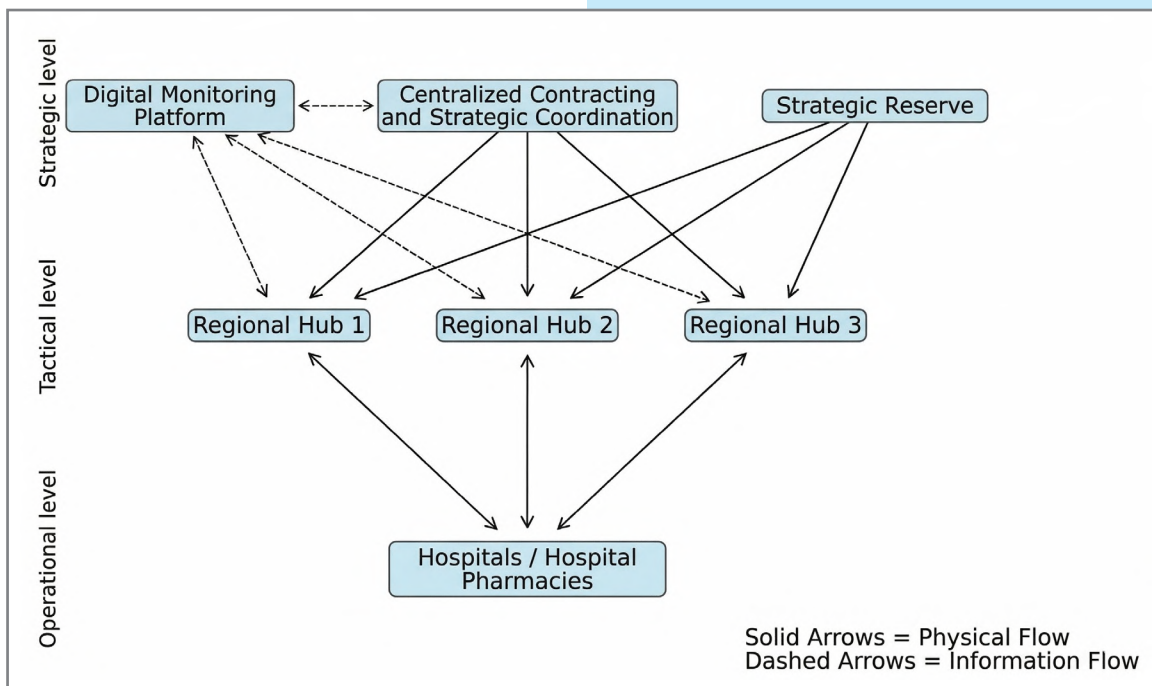 Strategic level
Digital Monitoring
Platform
Centralized Contracting
and Strategic Coordination
Strategic Reserve
Tactical level
Regional Hub 1
Regional Hub 2
Regional Hub 3
Operational level
Hospitals / Hospital
Pharmacies
Solid Arrows = Physical Flow
Dashed Arrows = Information Flow